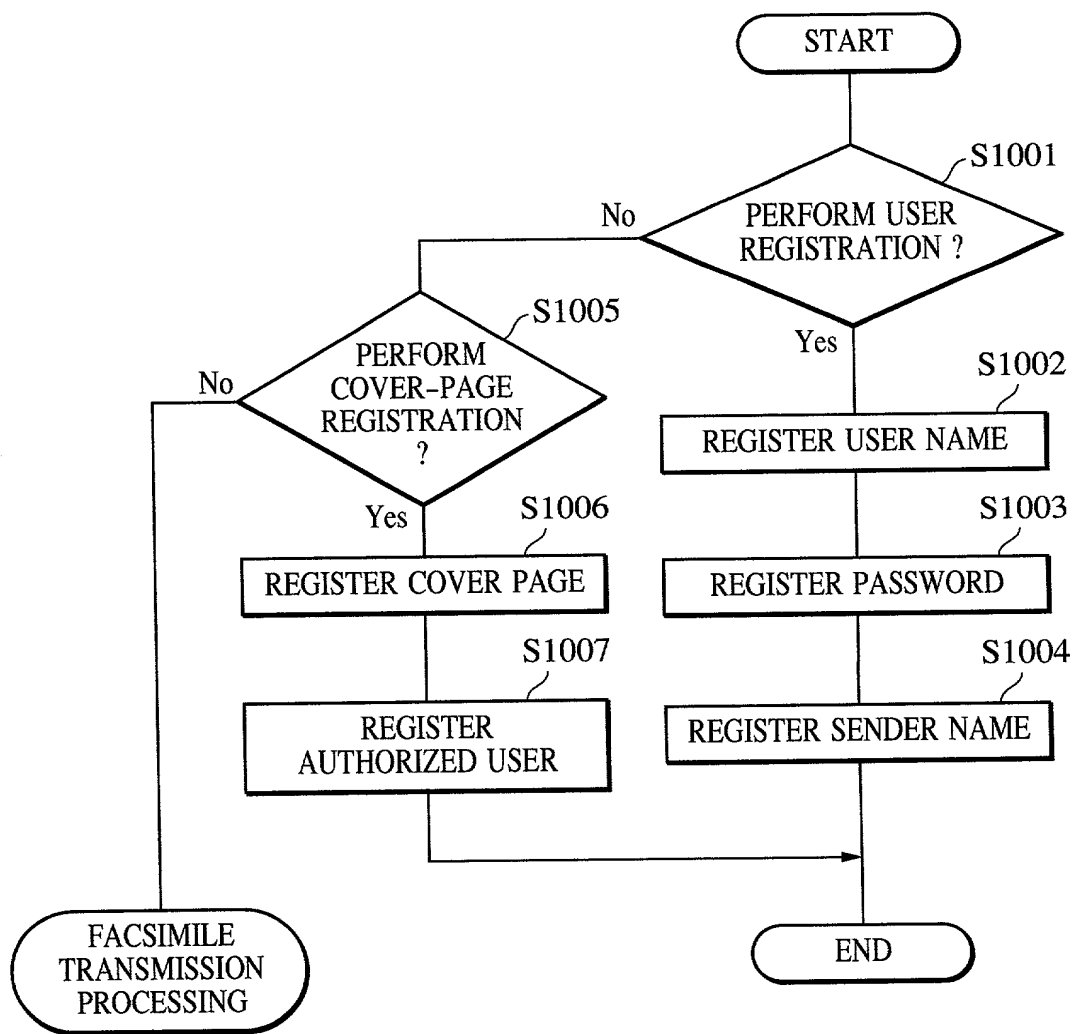 START
S1001
PERFORM USER
REGISTRATION ?
No
Yes
S1005
PERFORM
COVER-PAGE
REGISTRATION
?
No
Yes
S1002
REGISTER USER NAME
S1006
REGISTER COVER PAGE
S1003
REGISTER PASSWORD
S1007
REGISTER
AUTHORIZED USER
S1004
REGISTER SENDER NAME
FACSIMILE
TRANSMISSION
PROCESSING
END